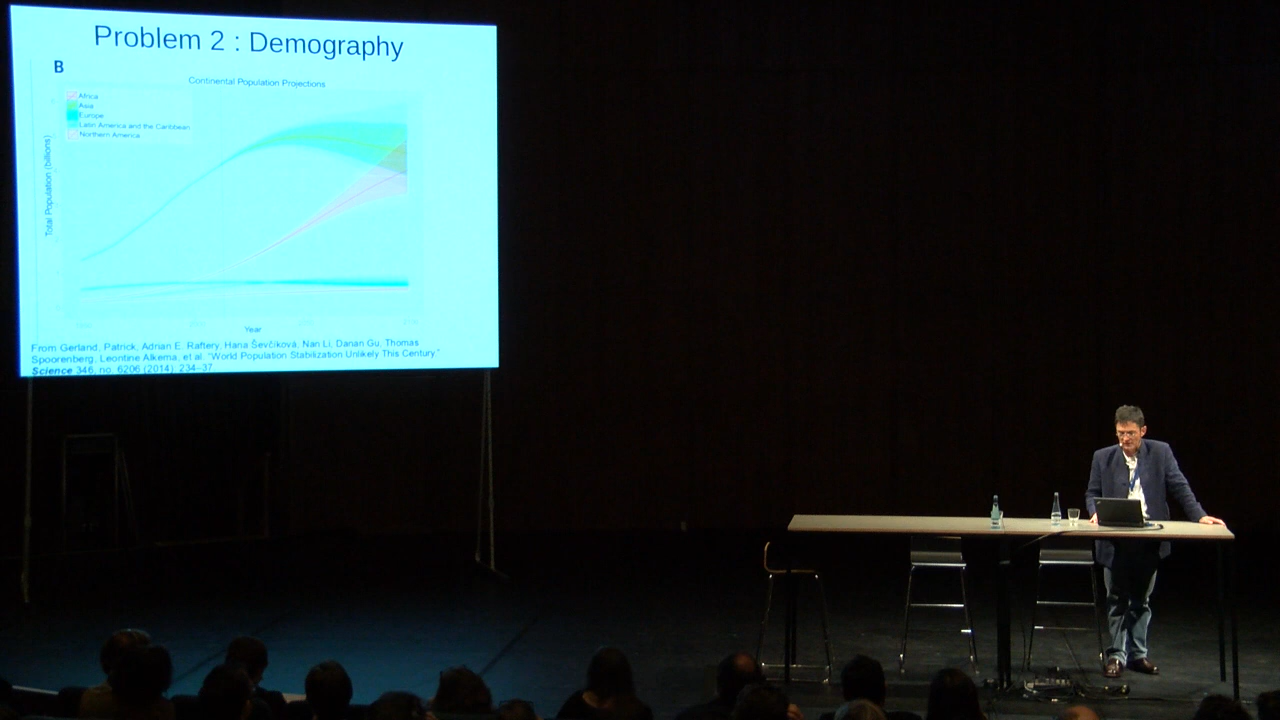 Problem 2 : Demography
B
Continental Population Projections
Africa
Asia
Europe
Latin America and the Caribbean
Northern America
Total Population (billions)
Year
From Gerland, Patrick, Adrian E. Raftery, Hana Ševčíková, Nan Li, Danan Gu, Thomas
Spoorenberg, Leontine Alkema, et al. “World Population Stabilization Unlikely This Century.”
Science 346, no. 6206 (2014): 234–37.